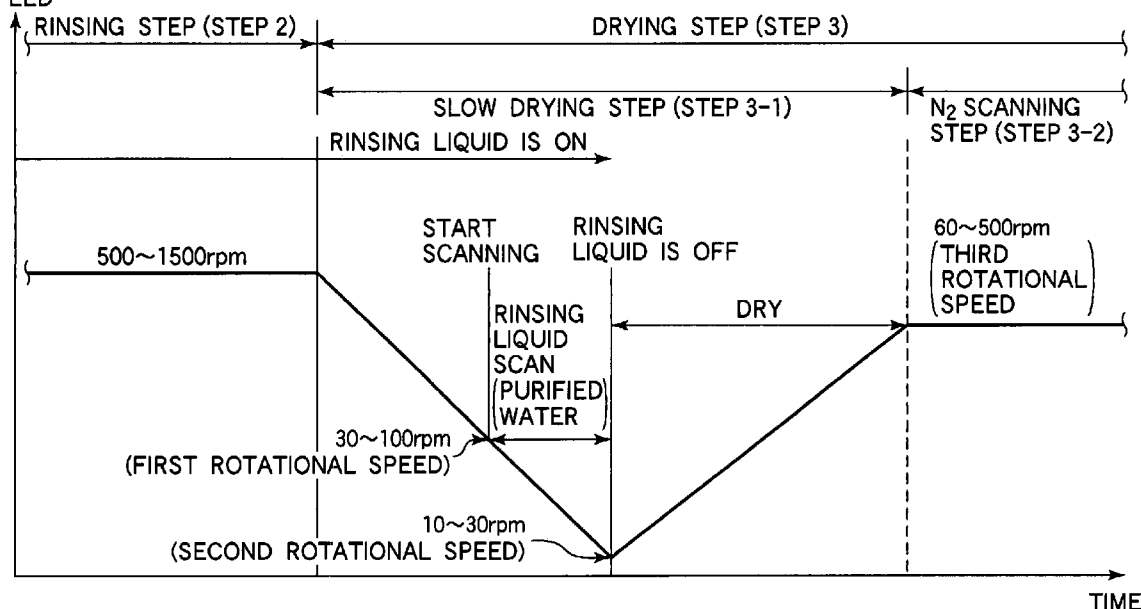 RINSING STEP (STEP 2)
DRYING STEP (STEP 3)
SLOW DRYING STEP (STEP 3-1)
N2 SCANNING
STEP (STEP 3-2)
RINSING LIQUID IS ON
START
SCANNING
RINSING
LIQUID IS OFF
60~500rpm
(THIRD
ROTATIONAL
SPEED)
500~1500rpm
DRY
RINSING
LIQUID
SCAN
(PURIFIED
WATER)
30~100rpm
(FIRST ROTATIONAL SPEED)
10~30rpm
(SECOND ROTATIONAL SPEED)
TIME